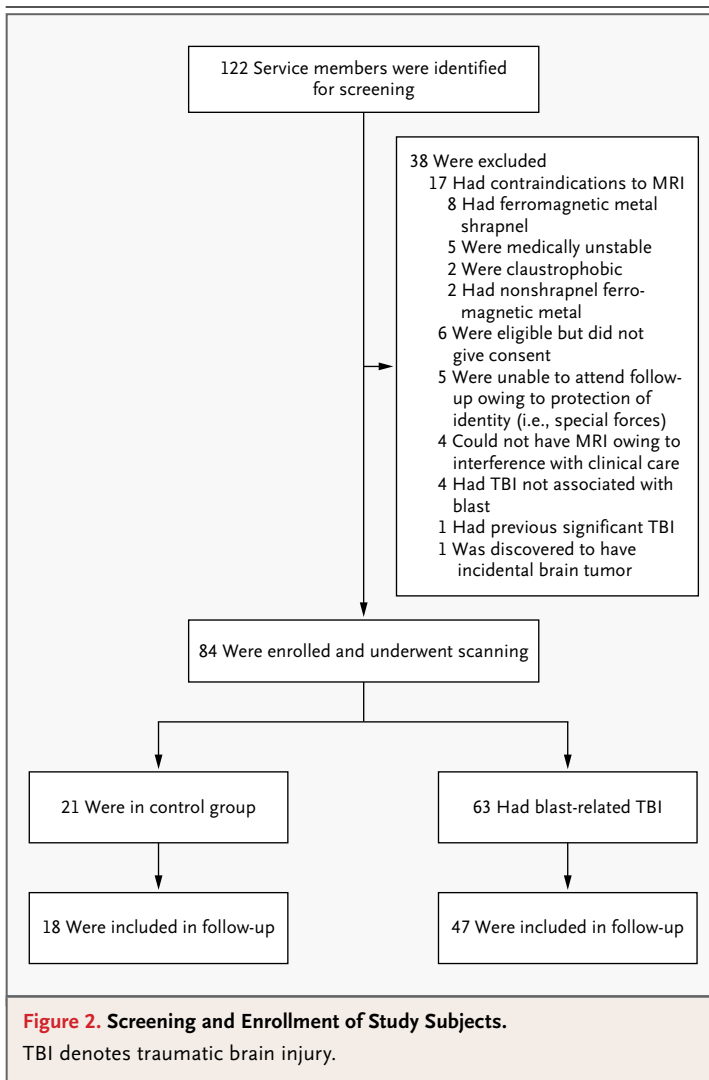 122 Service members were identified
for screening
38 Were excluded
17 Had contraindications to MRI
8 Had ferromagnetic metal
shrapnel
5 Were medically unstable
2 Were claustrophobic
2 Had nonshrapnel ferro-
magnetic metal
6 Were eligible but did not
give consent
5 Were unable to attend follow-
up owing to protection of
identity (i.e., special forces)
4 Could not have MRI owing to
interference with clinical care
4 Had TBI not associated with
blast
1 Had previous significant TBI
1 Was discovered to have
incidental brain tumor
84 Were enrolled and underwent scanning
21 Were in control group
63 Had blast-related TBI
18 Were included in follow-up
47 Were included in follow-up
Figure 2. Screening and Enrollment of Study Subjects.
TBI denotes traumatic brain injury.